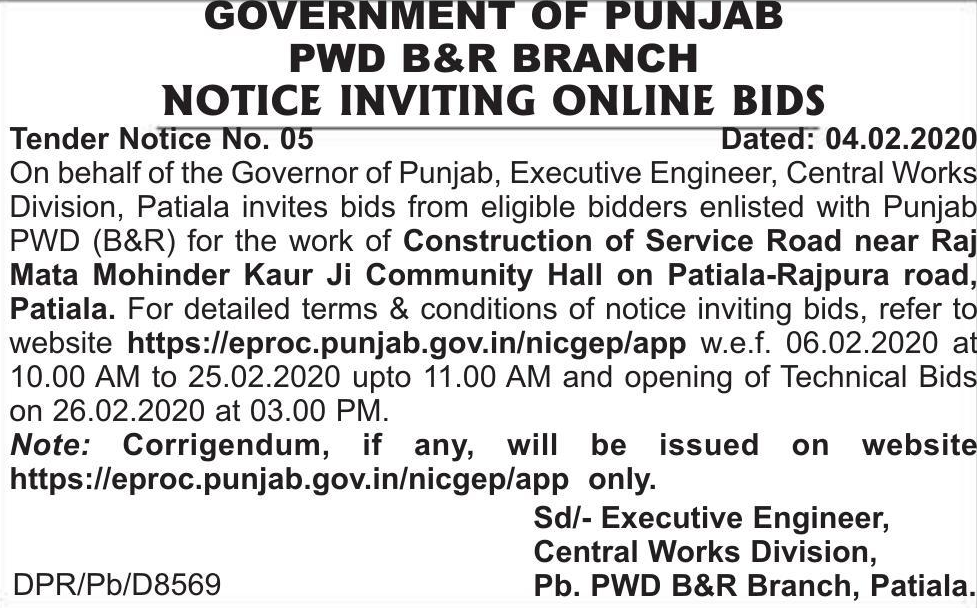 GOVERNMENT OF PUNJAB
PWD B&R BRANCH
NOTICE INVITING ONLINE BIDS
Tender Notice No. 05 Dated: 04.02.2020
On behalf of the Governor of Punjab, Executive Engineer, Central Works
Division, Patiala invites bids from eligible bidders enlisted with Punjab
PWD (B&R) for the work of Construction of Service Road near Raj
Mata Mohinder Kaur Ji Community Hall on Patiala-Rajpura road,
Patiala. For detailed terms & conditions of notice inviting bids, refer to
website https://eproc.punjab.gov.in/nicgep/app w.e.f. 06.02.2020 at
10.00 AM to 25.02.2020 upto 11.00 AM and opening of Technical Bids
on 26.02.2020 at 03.00 PM.
Note: Corrigendum, if any, will be issued on website
https://eproc.punjab.gov.in/nicgep/app only.
Sd/- Executive Engineer,
Central Works Division,
DPR/Pb/D8569 Pb. PWD B&R Branch, Patiala.